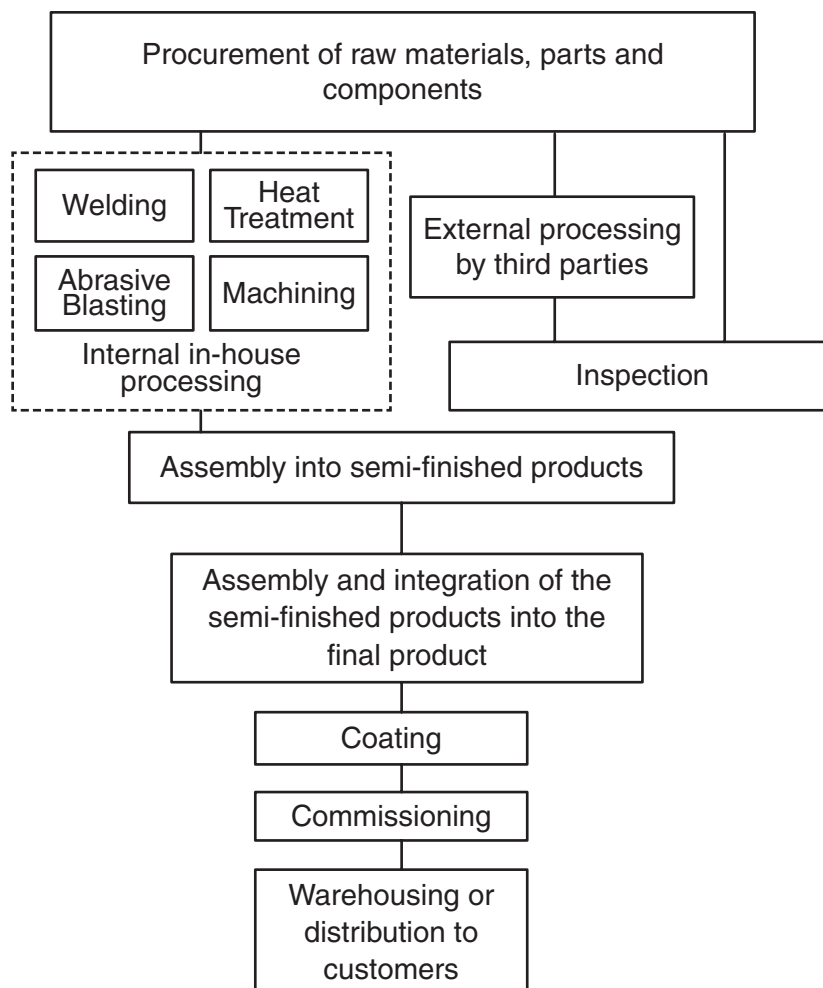 Procurement of raw materials, parts and
components
Welding
Heat
Treatment
Abrasive
Blasting
Machining
Internal in-house
processing
External processing
by third parties
Inspection
Assembly into semi-finished products
Assembly and integration of the
semi-finished products into the
final product
Coating
Commissioning
Warehousing or
distribution to
customers